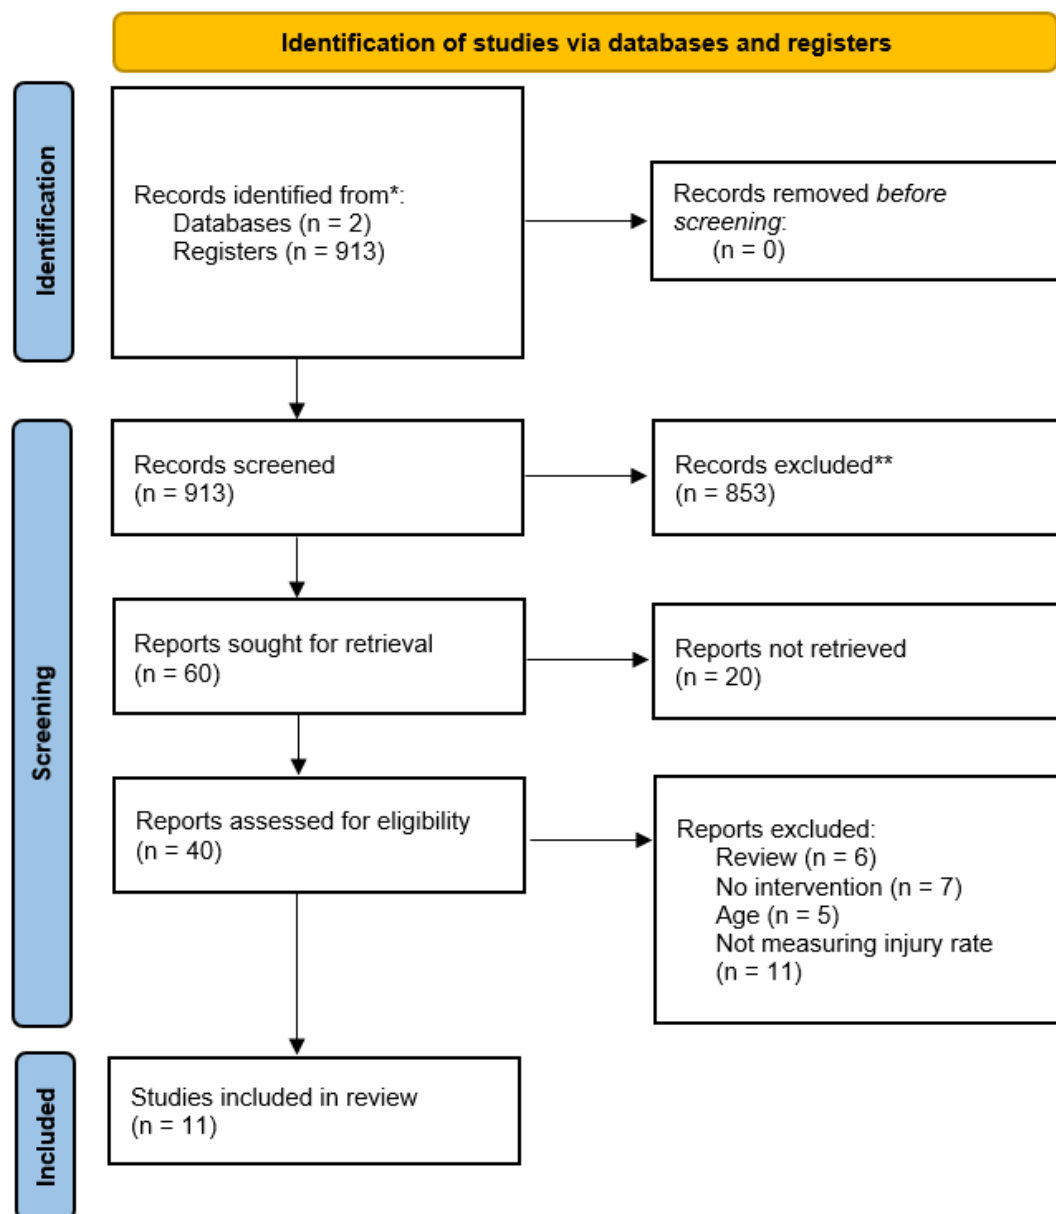 Identification of studies via databases and registers
Identification
Records identified from*:
Databases (n = 2)
Registers (n = 913)
Records removed before
screening:
(n = 0)
Screening
Records screened
(n = 913)
Records excluded**
(n = 853)
Reports sought for retrieval
(n = 60)
Reports not retrieved
(n = 20)
Reports assessed for eligibility
(n = 40)
Reports excluded:
Review (n = 6)
No intervention (n = 7)
Age (n = 5)
Not measuring injury rate
(n = 11)
Included
Studies included in review
(n = 11)